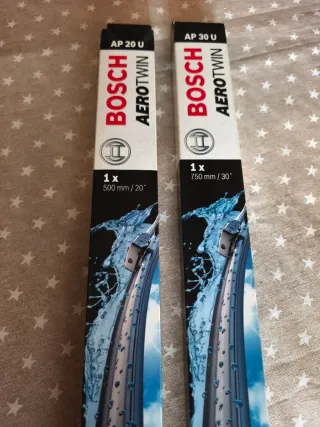 AP 20 U
BOSCH
AEROTWIN
1 x
500 mm / 20"
AP 30 U
BOSCH
AEROTWIN
1 x
750 mm / 30"